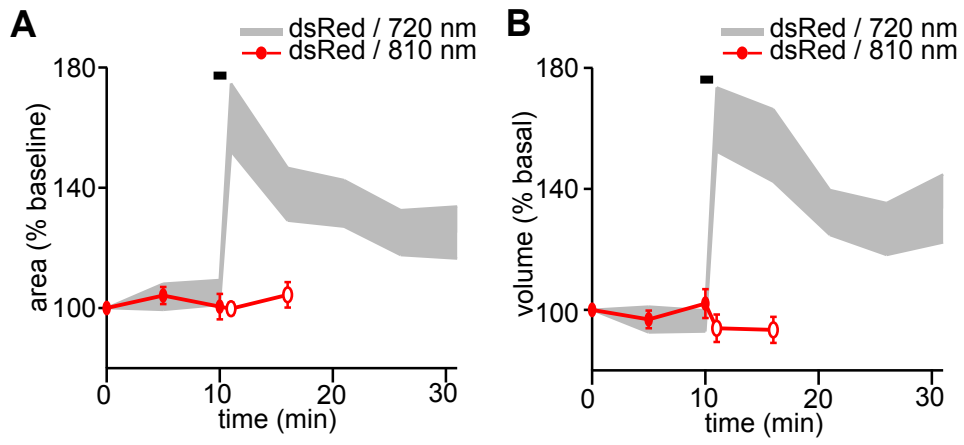 A
dsRed / 720 nm
dsRed / 810 nm
180
140
100
area (% baseline)
0
10
20
30
time (min)
B
dsRed / 720 nm
dsRed / 810 nm
180
140
100
volume (% basal)
0
10
20
30
time (min)